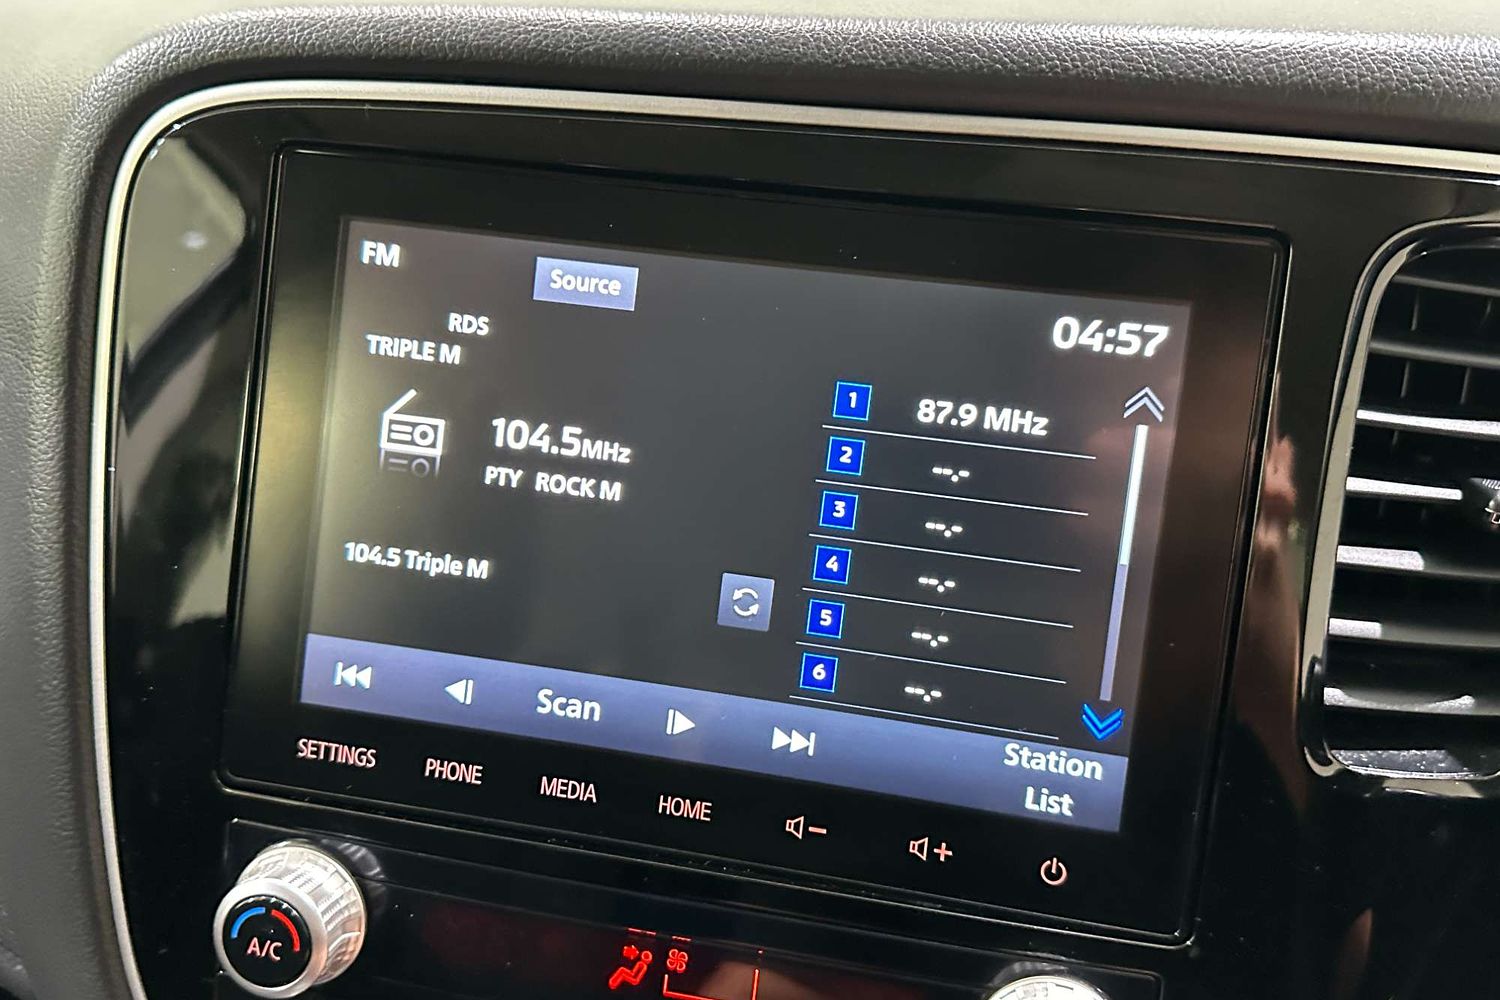 FM
Source
04:57
RDS
TRIPLE M
104.5MHz
PTY ROCK M
104.5 Triple M
1 87.9 MHz
2 --.-
3 --.-
4 --.-
5 --.-
6 --.-
Scan
Station
List
SETTINGS
PHONE
MEDIA
HOME
A/C